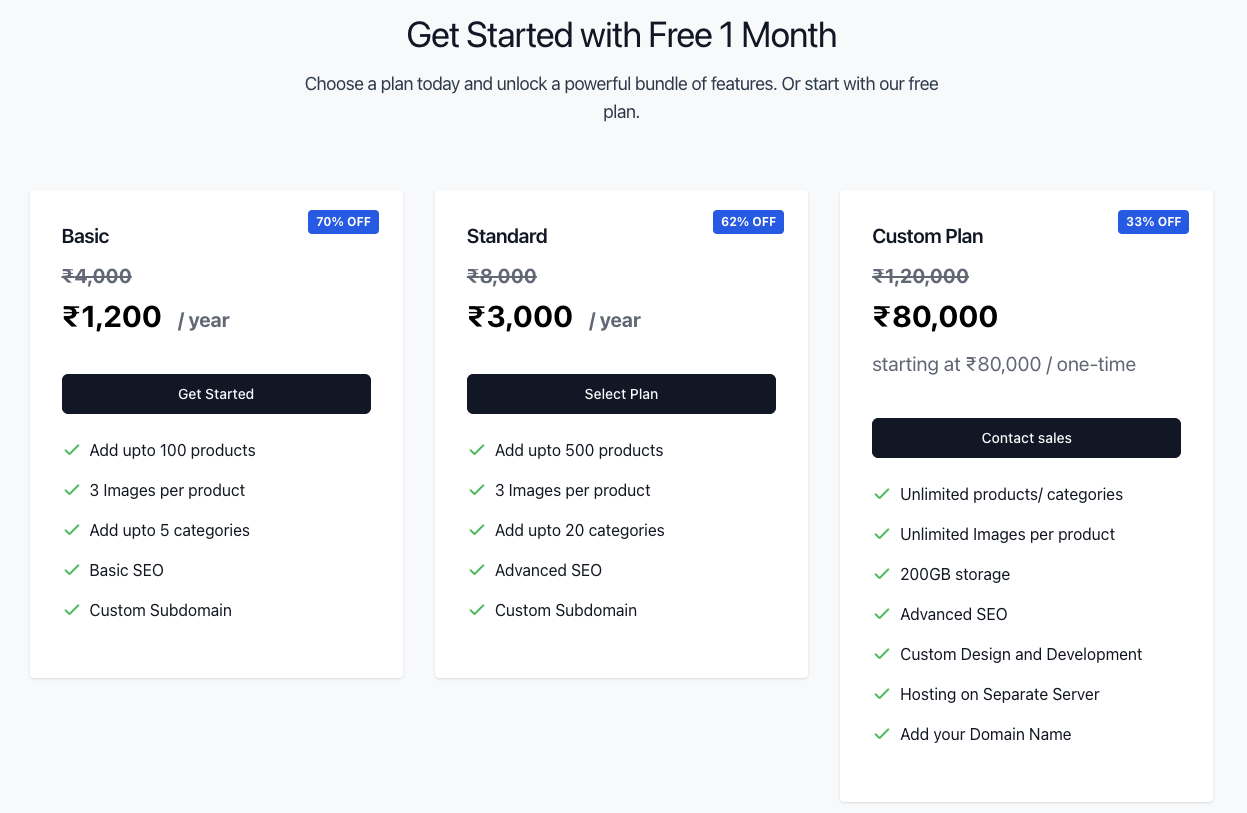 Get Started with Free 1 Month
Choose a plan today and unlock a powerful bundle of features. Or start with our free
plan.
70% OFF
Basic
₹4,000
₹1,200 / year
Get Started
Add upto 100 products
3 Images per product
Add upto 5 categories
Basic SEO
Custom Subdomain
62% OFF
Standard
₹8,000
₹3,000 / year
Select Plan
Add upto 500 products
3 Images per product
Add upto 20 categories
Advanced SEO
Custom Subdomain
33% OFF
Custom Plan
₹1,20,000
₹80,000
starting at ₹80,000 / one-time
Contact sales
Unlimited products/ categories
Unlimited Images per product
200GB storage
Advanced SEO
Custom Design and Development
Hosting on Separate Server
Add your Domain Name